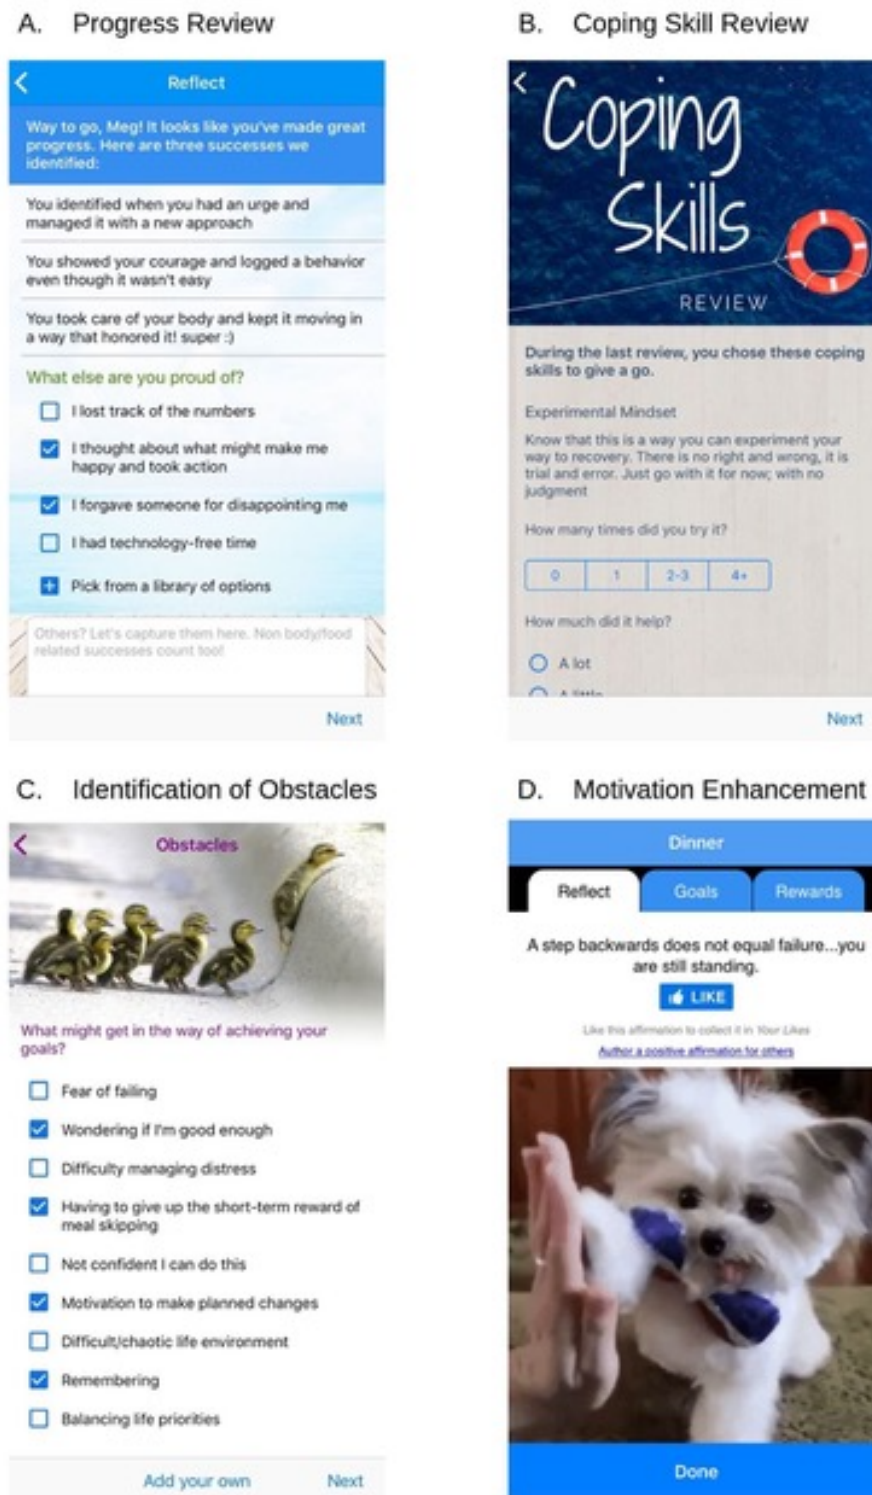 A. Progress Review
Reflect
Way to go, Meg! It looks like you've made great
progress. Here are three successes we
identified:
You identified when you had an urge and
managed it with a new approach
You showed your courage and logged a behavior
even though it wasn't easy
You took care of your body and kept it moving in
a way that honored it! super :)
What else are you proud of?
I lost track of the numbers
I thought about what might make me
happy and took action
I forgave someone for disappointing me
I had technology-free time
Pick from a library of options
Others? Let's capture them here. Non body/food
related successes count too!
Next
B. Coping Skill Review
Coping
Skills
REVIEW
During the last review, you chose these coping
skills to give a go.
Experimental Mindset
Know that this is a way you can experiment your
way to recovery. There is no right and wrong, it is
trial and error. Just go with it for now; with no
judgment
How many times did you try it?
0 1 2-3 4+
How much did it help?
A lot
A little
Next
C. Identification of Obstacles
Obstacles
What might get in the way of achieving your
goals?
Fear of failing
Wondering if I'm good enough
Difficulty managing distress
Having to give up the short-term reward of
meal skipping
Not confident I can do this
Motivation to make planned changes
Difficult/chaotic life environment
Remembering
Balancing life priorities
Add your own Next
D. Motivation Enhancement
Dinner
Reflect Goals Rewards
A step backwards does not equal failure...you
are still standing.
LIKE
Like this affirmation to collect it in Your Likes
Author a positive affirmation for others
Done